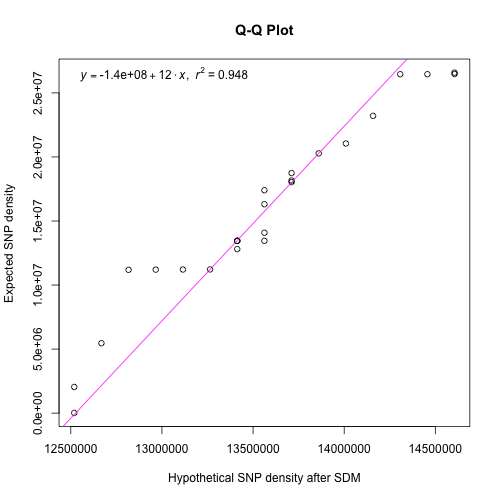 Q-Q Plot
y = -1.4e+08 + 12 · x, r² = 0.948
Expected SNP density
2.5e+07
2.0e+07
1.5e+07
1.0e+07
5.0e+06
0.0e+00
12500000 13000000 13500000 14000000 14500000
Hypothetical SNP density after SDM